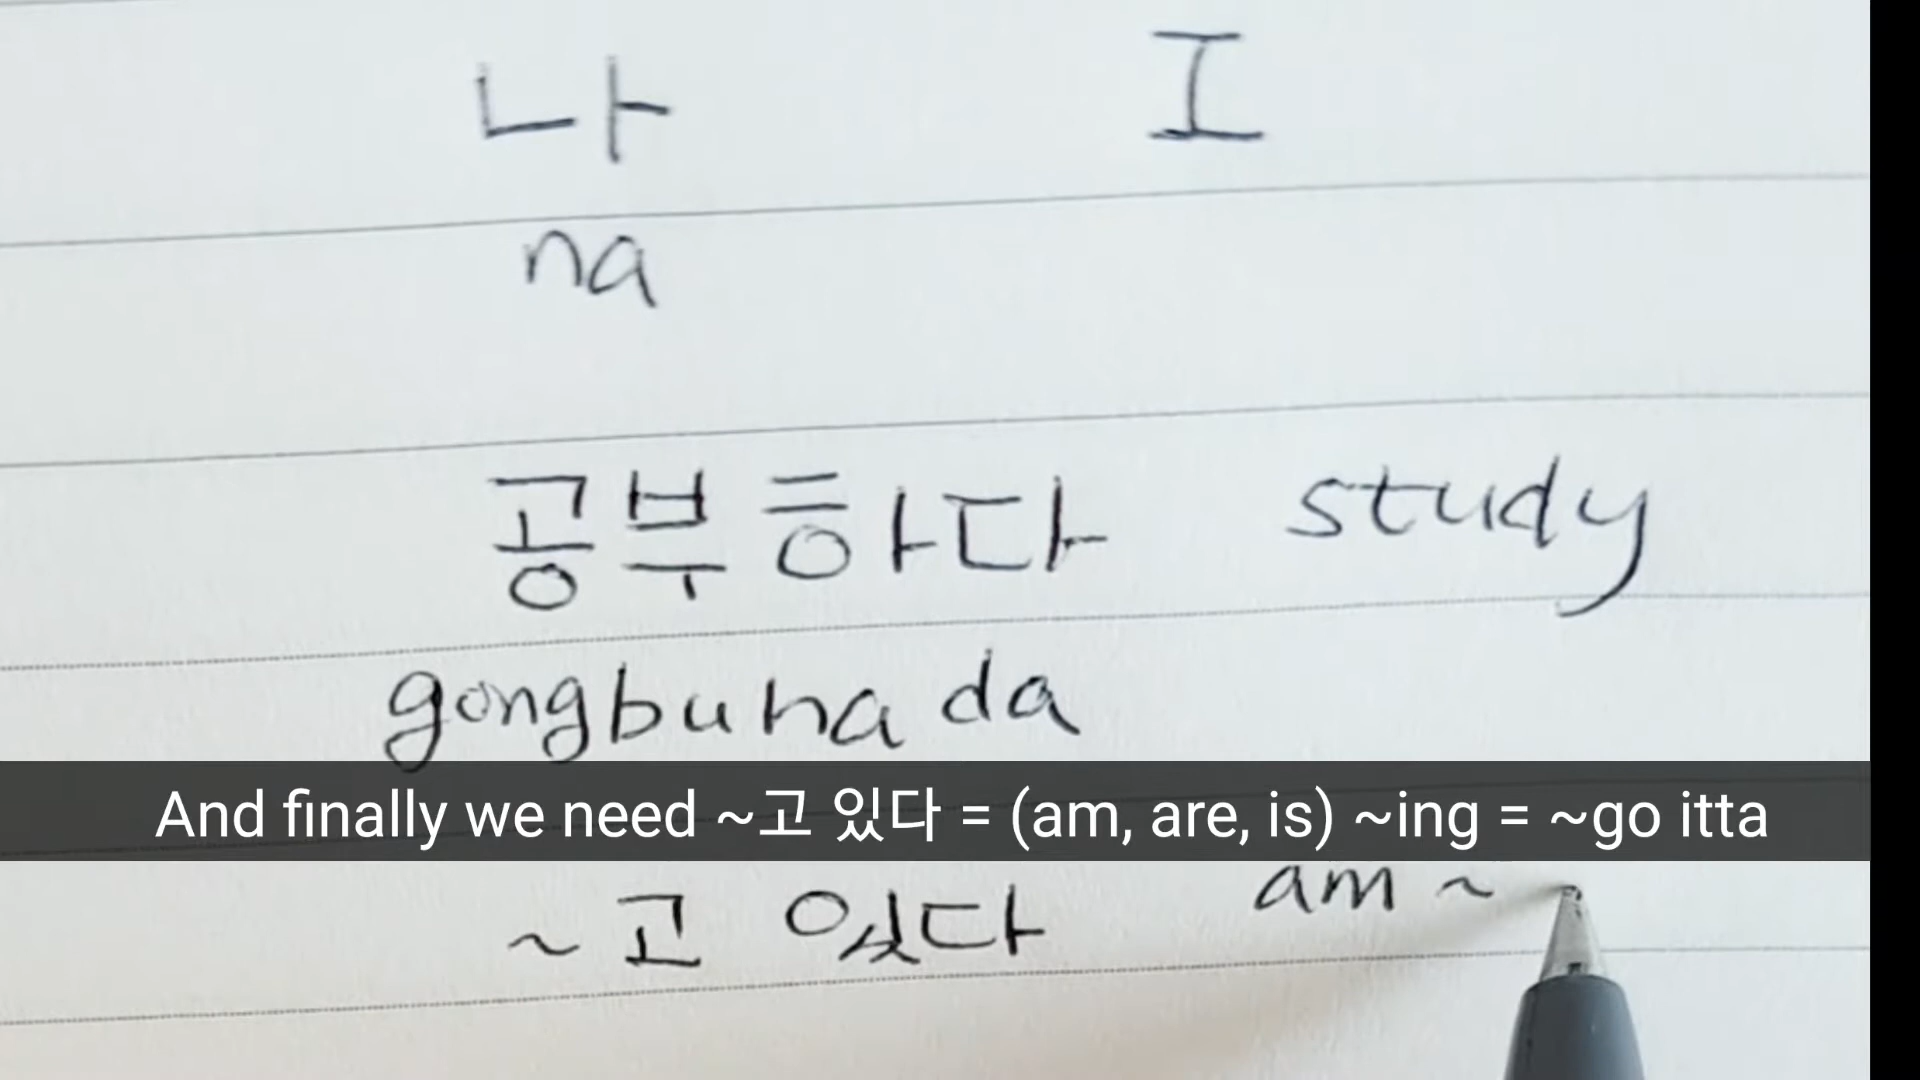 나 I
na
공부하다 study
gongbuhada
And finally we need ~고 있다 = (am, are, is) ~ing = ~go itta
~고 있다 am ~